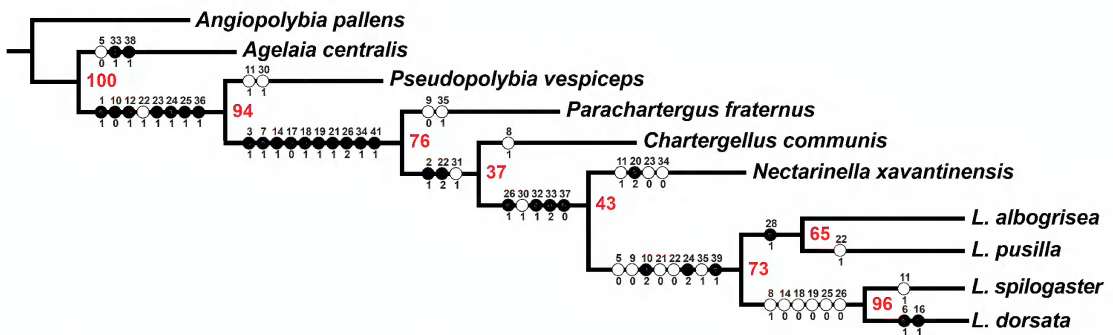 Angiopolybia pallens
5 33 38
0 1 1
Agelaia centralis
100
11 30
1 1
Pseudopolybia vespiceps
1 10 12 22 23 24 25 36
1 0 1 1 1 1 1 1
94
9 35
0 1
Parachartergus fraternus
3 7 14 17 18 19 21 26 34 41
1 1 1 0 1 1 1 2 1 1
76
8
1
Chartergellus communis
2 22 31
1 2 1
37
11 20 23 34
1 2 0 0
Nectarinella xavantinensis
26 30 32 33 37
1 1 1 2 0
43
28
1
L. albogrisea
65
22
1
L. pusilla
5 9 10 21 22 24 35 39
0 0 2 0 0 2 1 1
73
11
1
L. spilogaster
8 14 18 19 25 26
1 0 0 0 0 0
96
6 16
1 1
L. dorsata